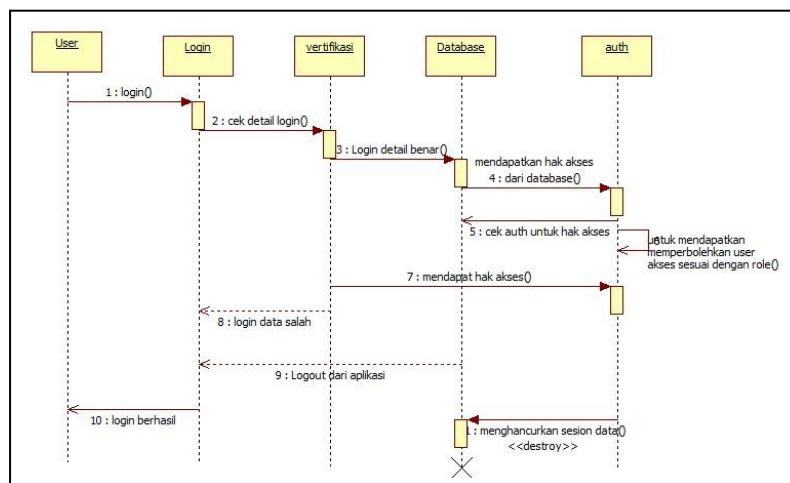 User
Login
vertifikasi
Database
auth
1 : login()
2 : cek detail login()
3 : Login detail benar()
mendapatkan hak akses
4 : dari database()
5 : cek auth untuk hak akses
6
untuk mendapatkan
memperbolehkan user
akses sesuai dengan role()
7 : mendapat hak akses()
8 : login data salah
9 : Logout dari aplikasi
10 : login berhasil
1 : menghancurkan sesion data()
<<destroy>>